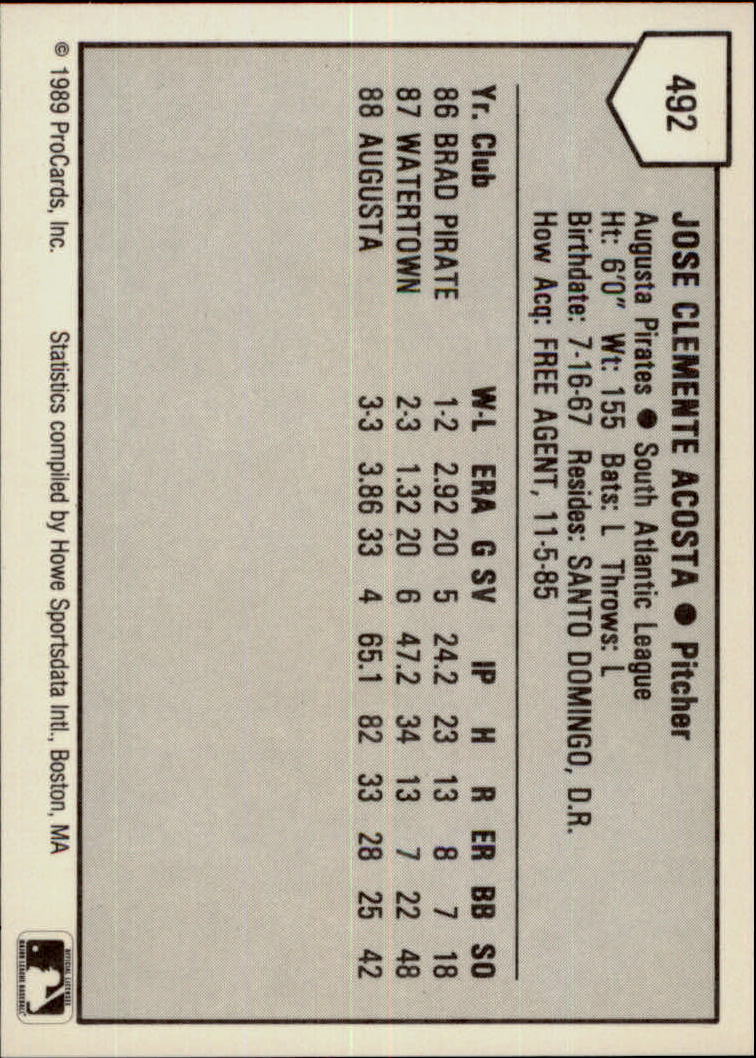 492
JOSE CLEMENTE ACOSTA ● Pitcher
Augusta Pirates ● South Atlantic League
Ht: 6'0" Wt: 155 Bats: L Throws: L
Birthdate: 7-16-67 Resides: SANTO DOMINGO, D.R.
How Acq: FREE AGENT, 11-5-85
Yr. Club W-L ERA G SV IP H R ER BB SO
86 BRAD PIRATE 1-2 2.92 20 5 24.2 23 13 8 7 18
87 WATERTOWN 2-3 1.32 20 6 47.2 34 13 7 22 48
88 AUGUSTA 3-3 3.86 33 4 65.1 82 33 28 25 42
© 1989 ProCards, Inc. Statistics compiled by Howe Sportsdata Intl., Boston, MA
OFFICIAL LICENSEE
MAJOR LEAGUE BASEBALL